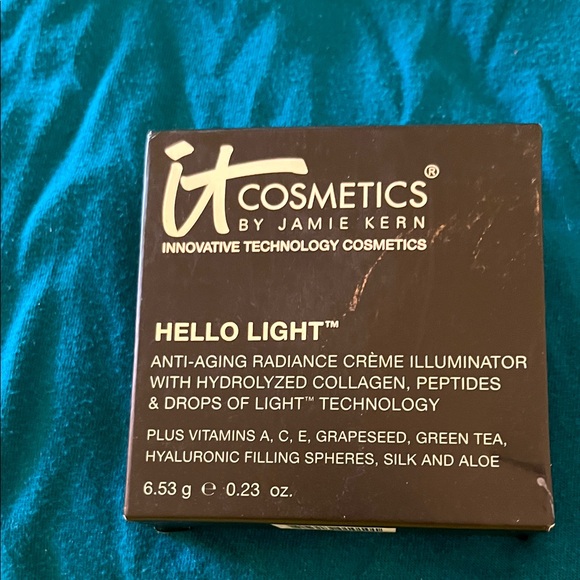 it COSMETICS®
BY JAMIE KERN
INNOVATIVE TECHNOLOGY COSMETICS
HELLO LIGHT™
ANTI-AGING RADIANCE CRÈME ILLUMINATOR
WITH HYDROLYZED COLLAGEN, PEPTIDES
& DROPS OF LIGHT™ TECHNOLOGY
PLUS VITAMINS A, C, E, GRAPESEED, GREEN TEA,
HYALURONIC FILLING SPHERES, SILK AND ALOE
6.53 g ℮ 0.23 oz.